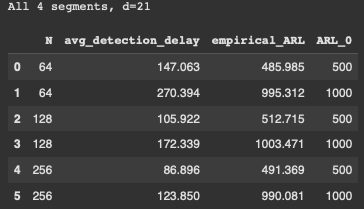 All 4 segments, d=21
N avg_detection_delay empirical_ARL ARL_0
0 64 147.063 485.985 500
1 64 270.394 995.312 1000
2 128 105.922 512.715 500
3 128 172.339 1003.471 1000
4 256 86.896 491.369 500
5 256 123.850 990.081 1000